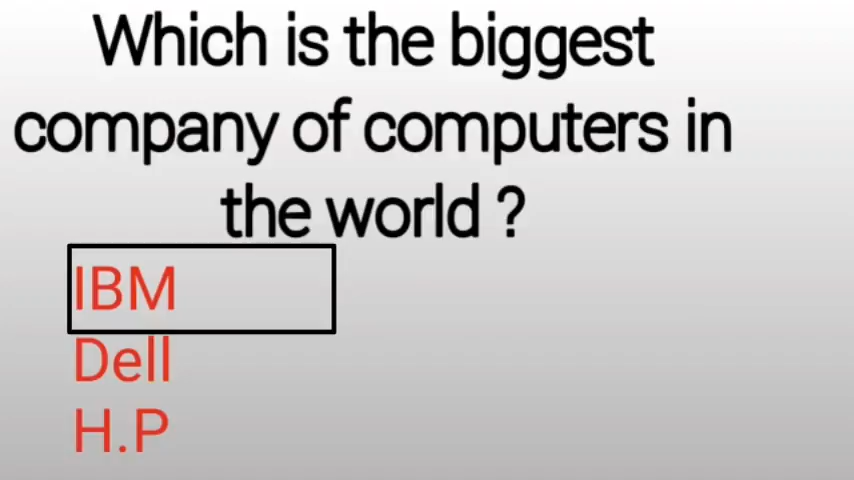 Which is the biggest
company of computers in
the world ?
IBM
Dell
H.P